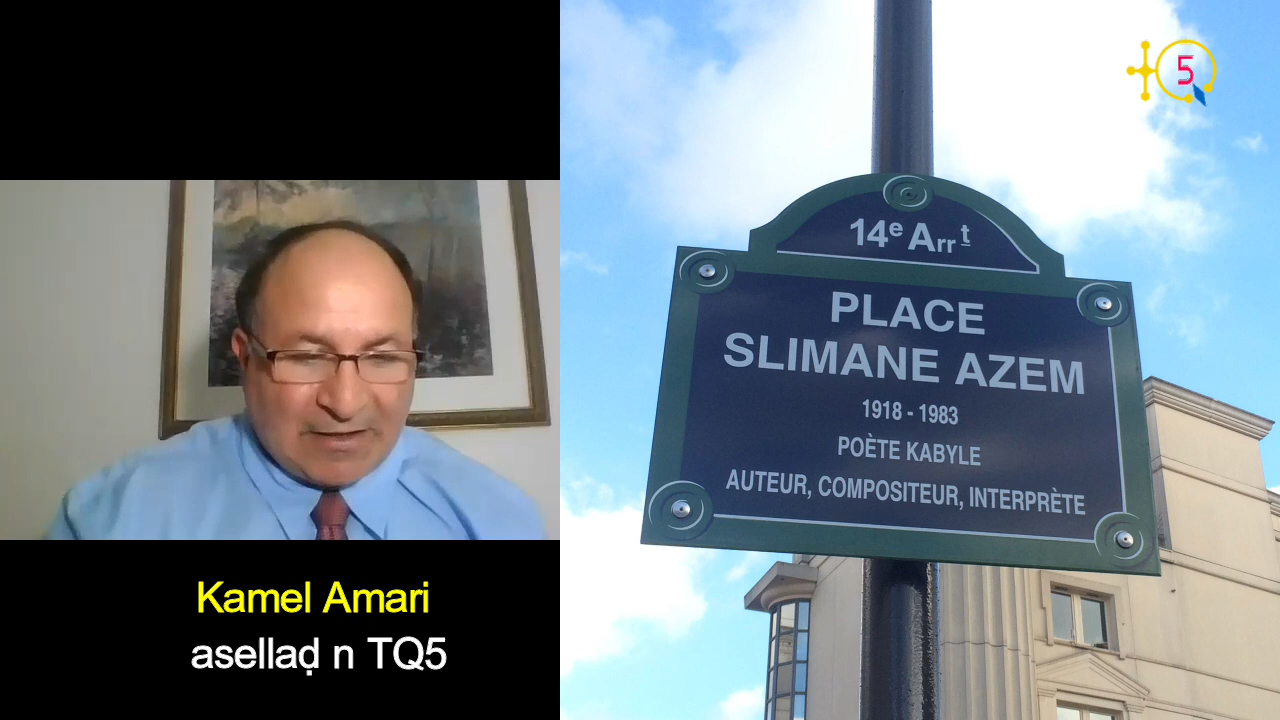 Kamel Amari
asellaḍ n TQ5
5
14e Arrt
PLACE
SLIMANE AZEM
1918 - 1983
POÈTE KABYLE
AUTEUR, COMPOSITEUR, INTERPRÈTE